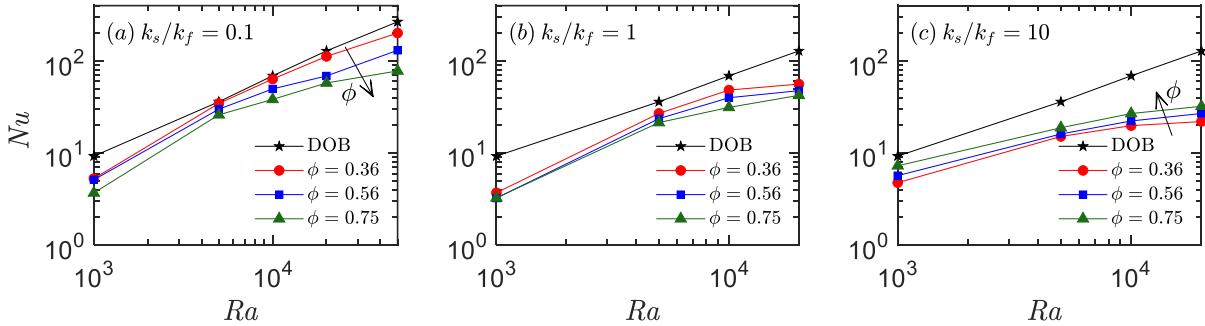 (a) k_s/k_f = 0.1
Nu
10^2
10^1
10^0
10^3
10^4
Ra
ϕ
DOB
ϕ = 0.36
ϕ = 0.56
ϕ = 0.75
(b) k_s/k_f = 1
10^2
10^1
10^0
10^3
10^4
Ra
DOB
ϕ = 0.36
ϕ = 0.56
ϕ = 0.75
(c) k_s/k_f = 10
10^2
10^1
10^0
10^3
10^4
Ra
ϕ
DOB
ϕ = 0.36
ϕ = 0.56
ϕ = 0.75